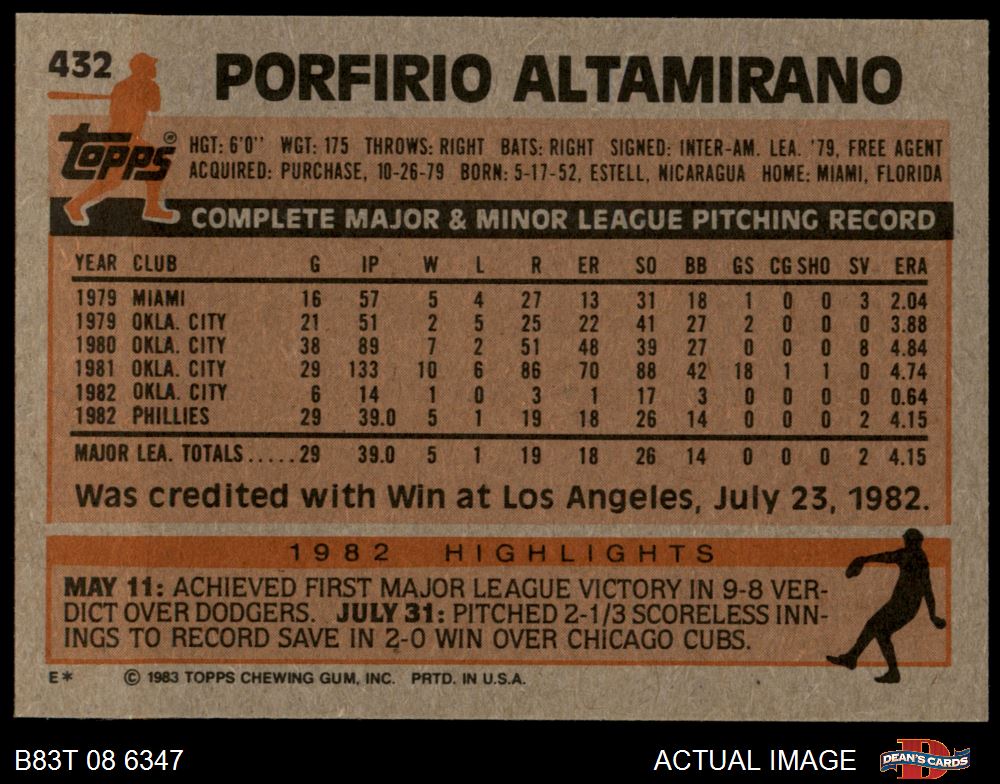 432
PORFIRIO ALTAMIRANO
topps®
HGT: 6'0" WGT: 175 THROWS: RIGHT BATS: RIGHT SIGNED: INTER-AM. LEA. '79, FREE AGENT
ACQUIRED: PURCHASE, 10-26-79 BORN: 5-17-52, ESTELL, NICARAGUA HOME: MIAMI, FLORIDA
COMPLETE MAJOR & MINOR LEAGUE PITCHING RECORD
YEAR CLUB G IP W L R ER SO BB GS CG SHO SV ERA
1979 MIAMI 16 57 5 4 27 13 31 18 1 0 0 3 2.04
1979 OKLA. CITY 21 51 2 5 25 22 41 27 2 0 0 0 3.88
1980 OKLA. CITY 38 89 7 2 51 48 39 27 0 0 0 8 4.84
1981 OKLA. CITY 29 133 10 6 86 70 88 42 18 1 1 0 4.74
1982 OKLA. CITY 6 14 1 0 3 1 17 3 0 0 0 0 0.64
1982 PHILLIES 29 39.0 5 1 19 18 26 14 0 0 0 2 4.15
MAJOR LEA. TOTALS.....29 39.0 5 1 19 18 26 14 0 0 0 2 4.15
Was credited with Win at Los Angeles, July 23, 1982.
1982 HIGHLIGHTS
MAY 11: ACHIEVED FIRST MAJOR LEAGUE VICTORY IN 9-8 VER-
DICT OVER DODGERS. JULY 31: PITCHED 2-1/3 SCORELESS INN-
INGS TO RECORD SAVE IN 2-0 WIN OVER CHICAGO CUBS.
E* © 1983 TOPPS CHEWING GUM, INC. PRTD. IN U.S.A.
B83T 08 6347 ACTUAL IMAGE DEAN'S CARDS